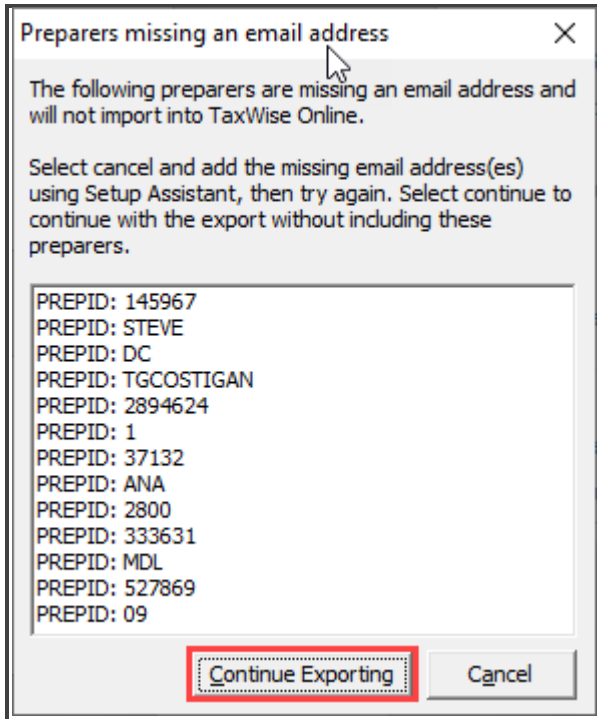 Preparers missing an email address
The following preparers are missing an email address and
will not import into TaxWise Online.
Select cancel and add the missing email address(es)
using Setup Assistant, then try again. Select continue to
continue with the export without including these
preparers.
PREPID: 145967
PREPID: STEVE
PREPID: DC
PREPID: TGCOSTIGAN
PREPID: 2894624
PREPID: 1
PREPID: 37132
PREPID: ANA
PREPID: 2800
PREPID: 333631
PREPID: MDL
PREPID: 527869
PREPID: 09
Continue Exporting
Cancel